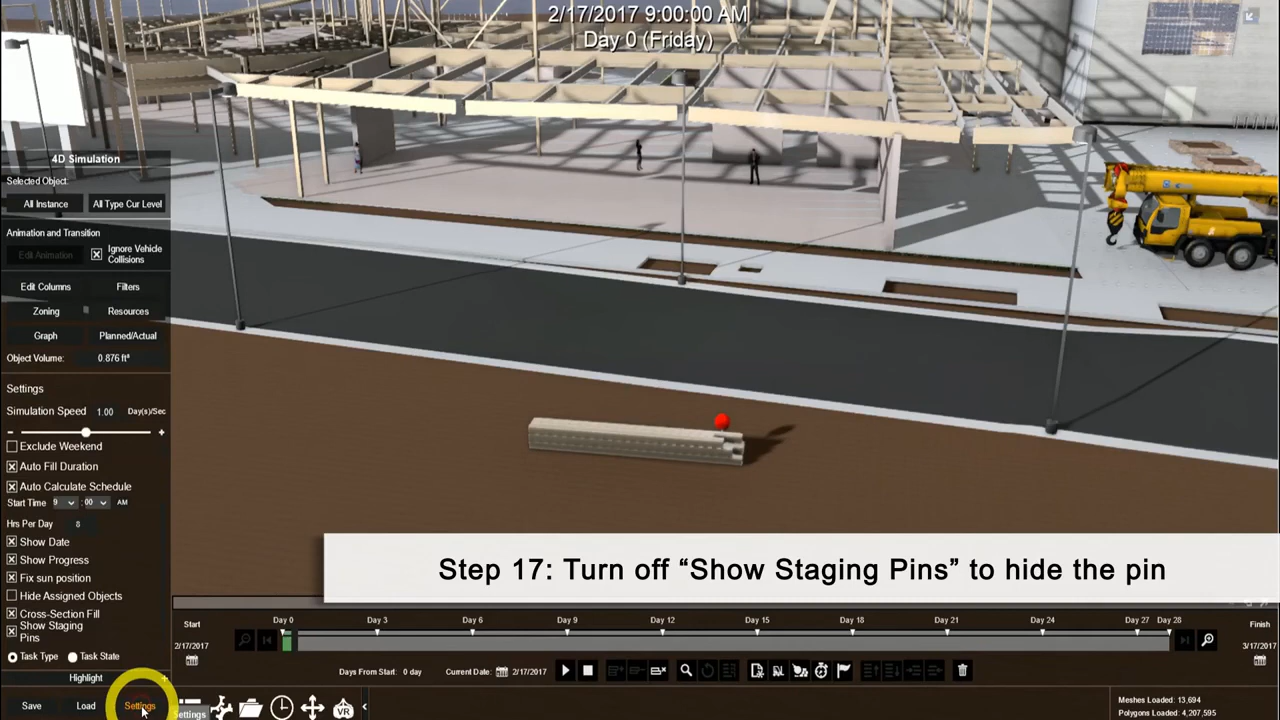 2/17/2017 9:00:00 AM
Day 0 (Friday)
4D Simulation
Selected Object:
All Instance All Type Cur Level
Animation and Transition
Edit Animation Ignore Vehicle Collisions
Edit Columns Filters
Zoning Resources
Graph Planned/Actual
Object Volume: 0.876 ft³
Settings
Simulation Speed 1.00 Day(s)/Sec
- +
Exclude Weekend
Auto Fill Duration
Auto Calculate Schedule
Start Time 9 : 00 AM
Hrs Per Day 8
Show Date
Show Progress
Fix sun position
Hide Assigned Objects
Cross-Section Fill
Show Staging
Pins
Task Type Task State
Highlight +
Save Load Settings
Settings
VR
Step 17: Turn off “Show Staging Pins” to hide the pin
Start Day 0 Day 3 Day 6 Day 9 Day 12 Day 15 Day 18 Day 21 Day 24 Day 27 Day 28 Finish
2/17/2017 3/17/2017
Days From Start: 0 day Current Date: 2/17/2017
Meshes Loaded: 13,694
Polygons Loaded: 4,207,595